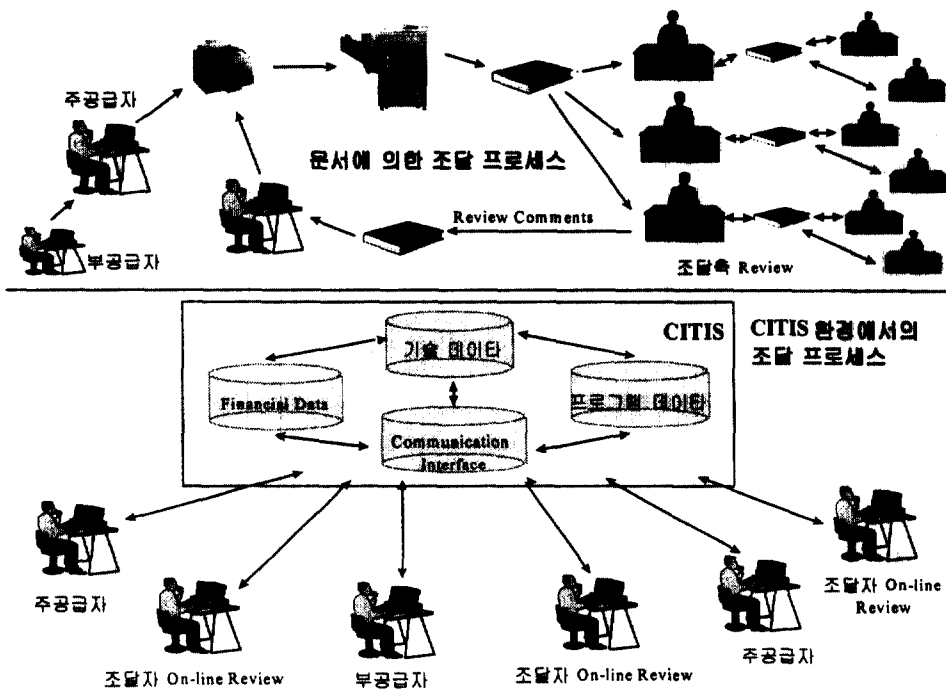 주공급자
문서에 의한 조달 프로세스
Review Comments
부공급자
조달측 Review
CITIS
CITIS 환경에서의
조달 프로세스
기술 데이타
Financial Data
프로그램 데이타
Communication
Interface
주공급자
조달자 On-line Review
부공급자
조달자 On-line Review
주공급자
조달자 On-line
Review